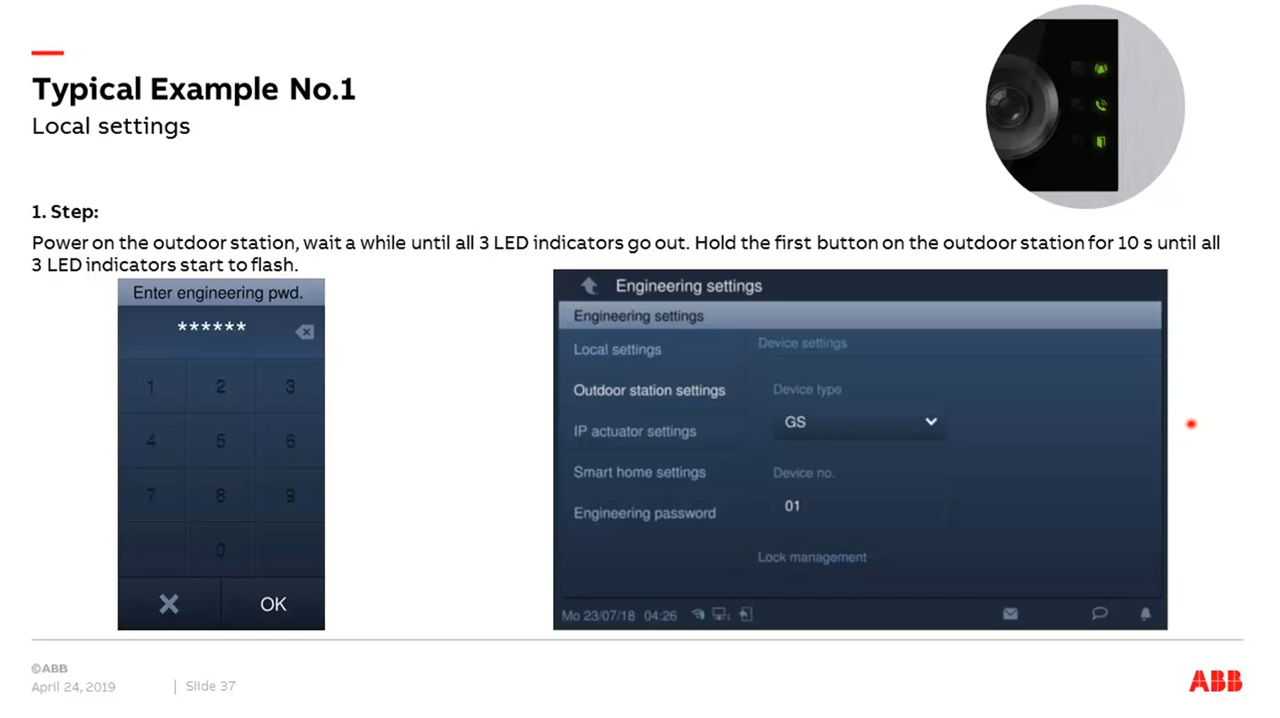 Typical Example No.1
Local settings
1. Step:
Power on the outdoor station, wait a while until all 3 LED indicators go out. Hold the first button on the outdoor station for 10 s until all
3 LED indicators start to flash.
Enter engineering pwd.
******
1 2 3
4 5 6
7 8 9
0
OK
Engineering settings
Engineering settings
Local settings
Outdoor station settings
IP actuator settings
Smart home settings
Engineering password
Device settings
Device type
GS
Device no.
01
Lock management
Mo 23/07/18 04:26
©ABB
April 24, 2019 | Slide 37
ABB